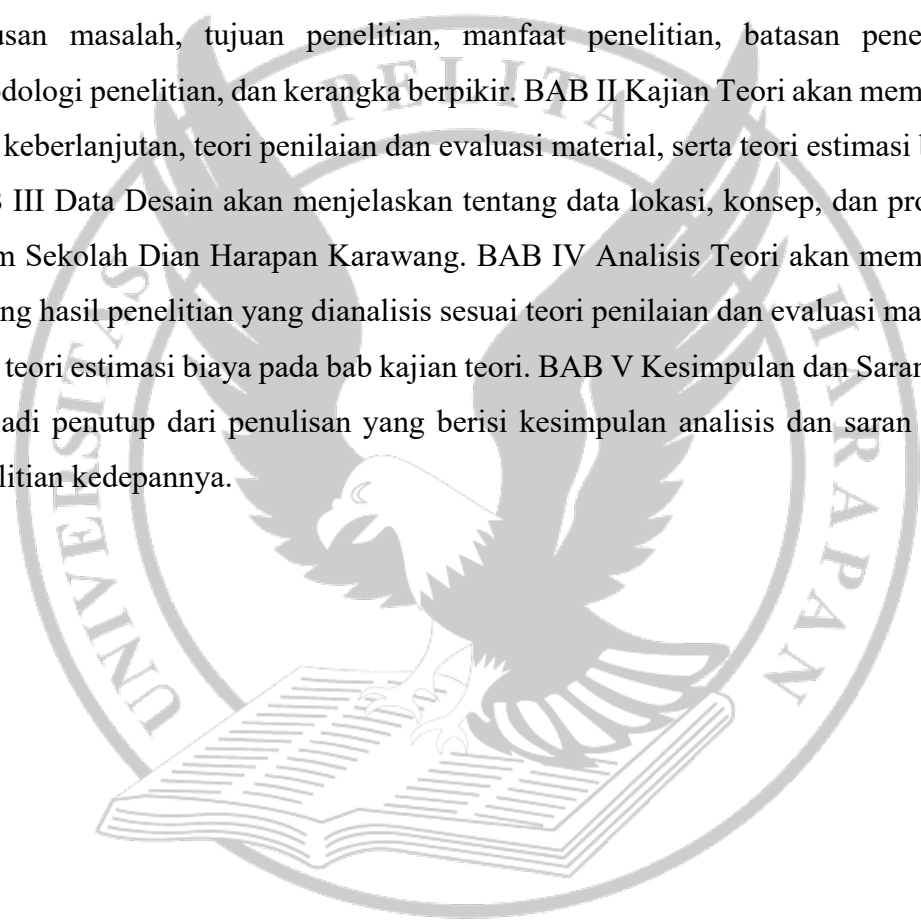 usan masalah, tujuan penelitian, manfaat penelitian, batasan pene
dologi penelitian, dan kerangka berpikir. BAB II Kajian Teori akan mem
keberlanjutan, teori penilaian dan evaluasi material, serta teori estimasi b
III Data Desain akan menjelaskan tentang data lokasi, konsep, dan pro
m Sekolah Dian Harapan Karawang. BAB IV Analisis Teori akan mem
ng hasil penelitian yang dianalisis sesuai teori penilaian dan evaluasi ma
teori estimasi biaya pada bab kajian teori. BAB V Kesimpulan dan Saran
adi penutup dari penulisan yang berisi kesimpulan analisis dan saran
litian kedepannya.
UNIVERSITAS PELITA HARAPAN